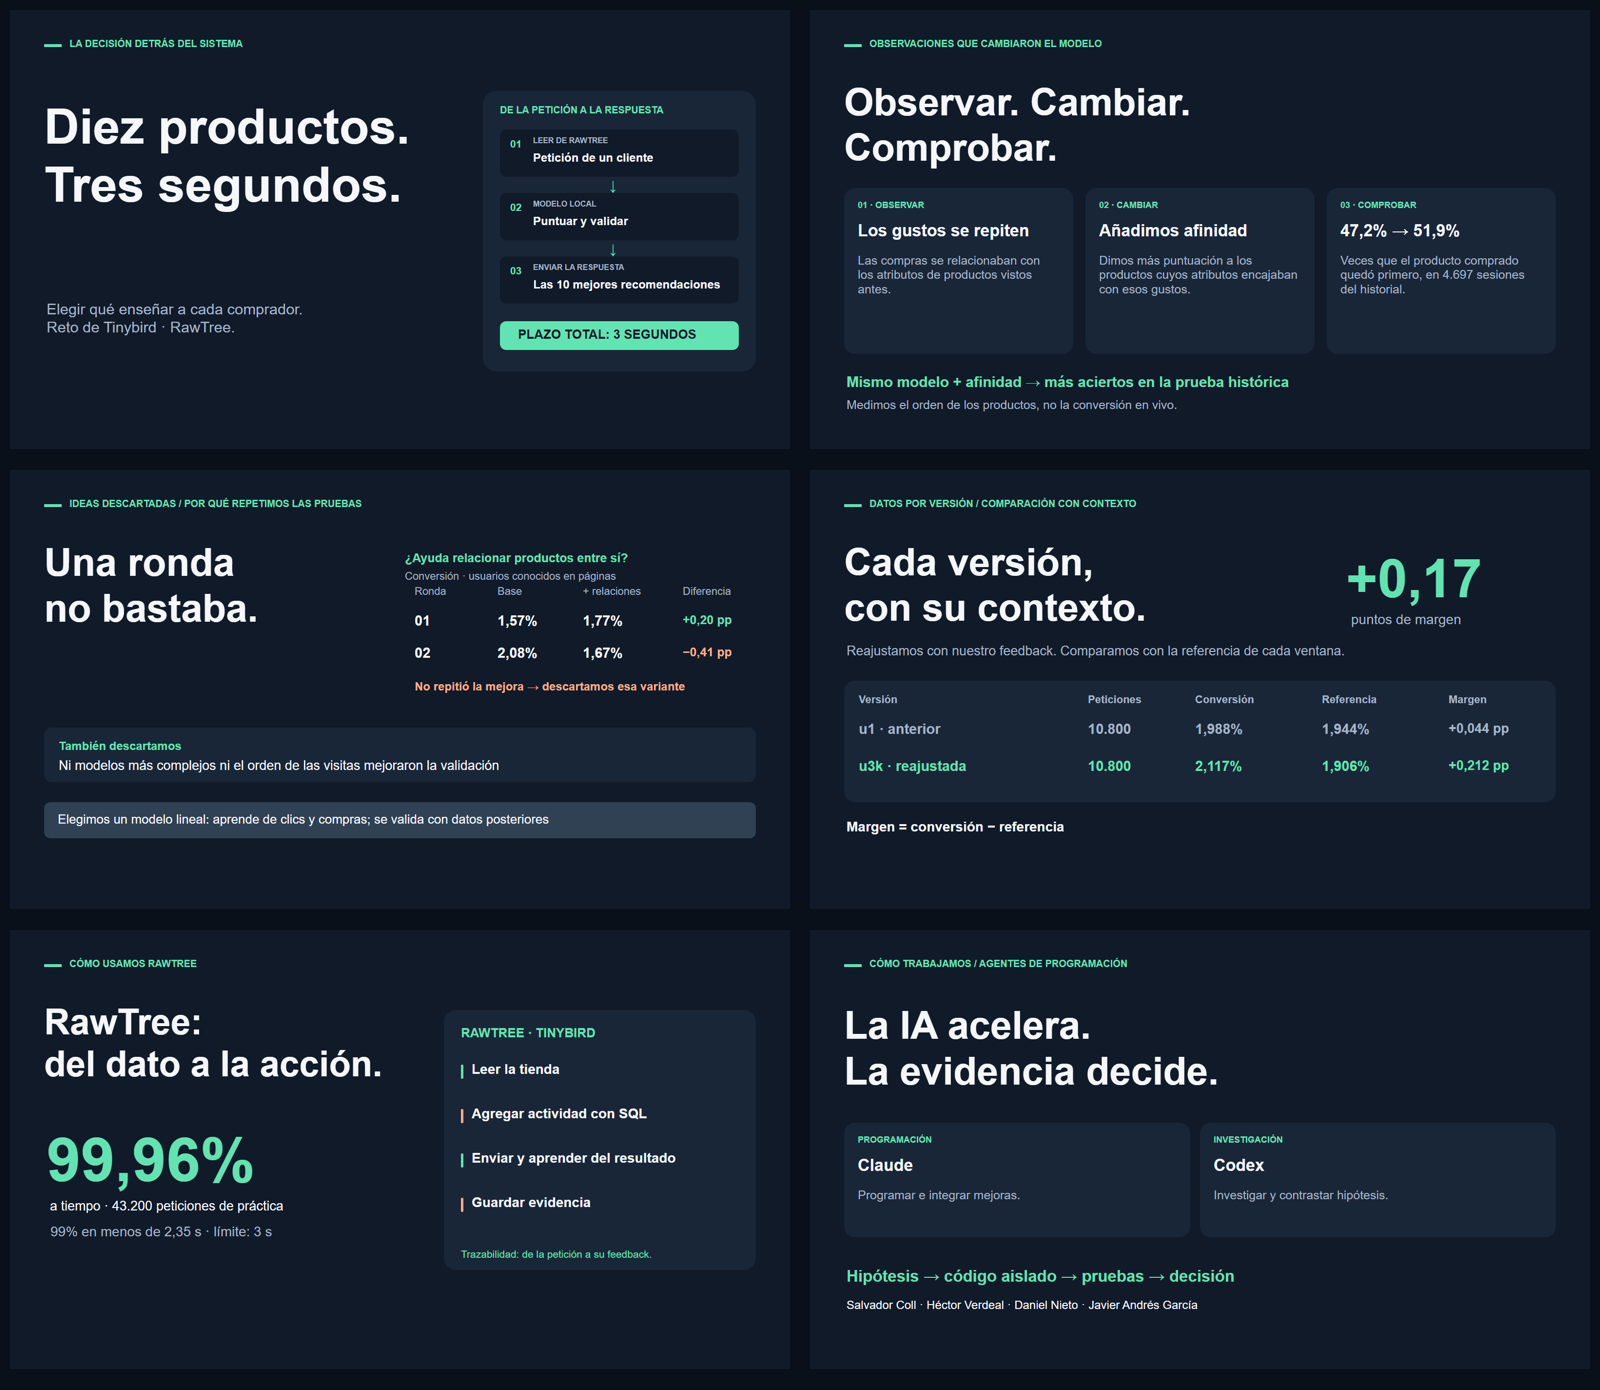 LA DECISIÓN DETRÁS DEL SISTEMA
Diez productos.
Tres segundos.
Elegir qué enseñar a cada comprador.
Reto de Tinybird · RawTree.
DE LA PETICIÓN A LA RESPUESTA
01
LEER DE RAWTREE
Petición de un cliente
↓
02
MODELO LOCAL
Puntuar y validar
↓
03
ENVIAR LA RESPUESTA
Las 10 mejores recomendaciones
PLAZO TOTAL: 3 SEGUNDOS
OBSERVACIONES QUE CAMBIARON EL MODELO
Observar. Cambiar.
Comprobar.
01 · OBSERVAR
Los gustos se repiten
Las compras se relacionaban con
los atributos de productos vistos
antes.
02 · CAMBIAR
Añadimos afinidad
Dimos más puntuación a los
productos cuyos atributos encajaban
con esos gustos.
03 · COMPROBAR
47,2% → 51,9%
Veces que el producto comprado
quedó primero, en 4.697 sesiones
del historial.
Mismo modelo + afinidad → más aciertos en la prueba histórica
Medimos el orden de los productos, no la conversión en vivo.
IDEAS DESCARTADAS / POR QUÉ REPETIMOS LAS PRUEBAS
Una ronda
no bastaba.
¿Ayuda relacionar productos entre sí?
Conversión · usuarios conocidos en páginas
Ronda Base + relaciones Diferencia
01 1,57% 1,77% +0,20 pp
02 2,08% 1,67% −0,41 pp
No repitió la mejora → descartamos esa variante
También descartamos
Ni modelos más complejos ni el orden de las visitas mejoraron la validación
Elegimos un modelo lineal: aprende de clics y compras; se valida con datos posteriores
DATOS POR VERSIÓN / COMPARACIÓN CON CONTEXTO
Cada versión,
con su contexto.
+0,17
puntos de margen
Reajustamos con nuestro feedback. Comparamos con la referencia de cada ventana.
Versión Peticiones Conversión Referencia Margen
u1 · anterior 10.800 1,988% 1,944% +0,044 pp
u3k · reajustada 10.800 2,117% 1,906% +0,212 pp
Margen = conversión − referencia
CÓMO USAMOS RAWTREE
RawTree:
del dato a la acción.
99,96%
a tiempo · 43.200 peticiones de práctica
99% en menos de 2,35 s · límite: 3 s
RAWTREE · TINYBIRD
Leer la tienda
Agregar actividad con SQL
Enviar y aprender del resultado
Guardar evidencia
Trazabilidad: de la petición a su feedback.
CÓMO TRABAJAMOS / AGENTES DE PROGRAMACIÓN
La IA acelera.
La evidencia decide.
PROGRAMACIÓN
Claude
Programar e integrar mejoras.
INVESTIGACIÓN
Codex
Investigar y contrastar hipótesis.
Hipótesis → código aislado → pruebas → decisión
Salvador Coll · Héctor Verdeal · Daniel Nieto · Javier Andrés García